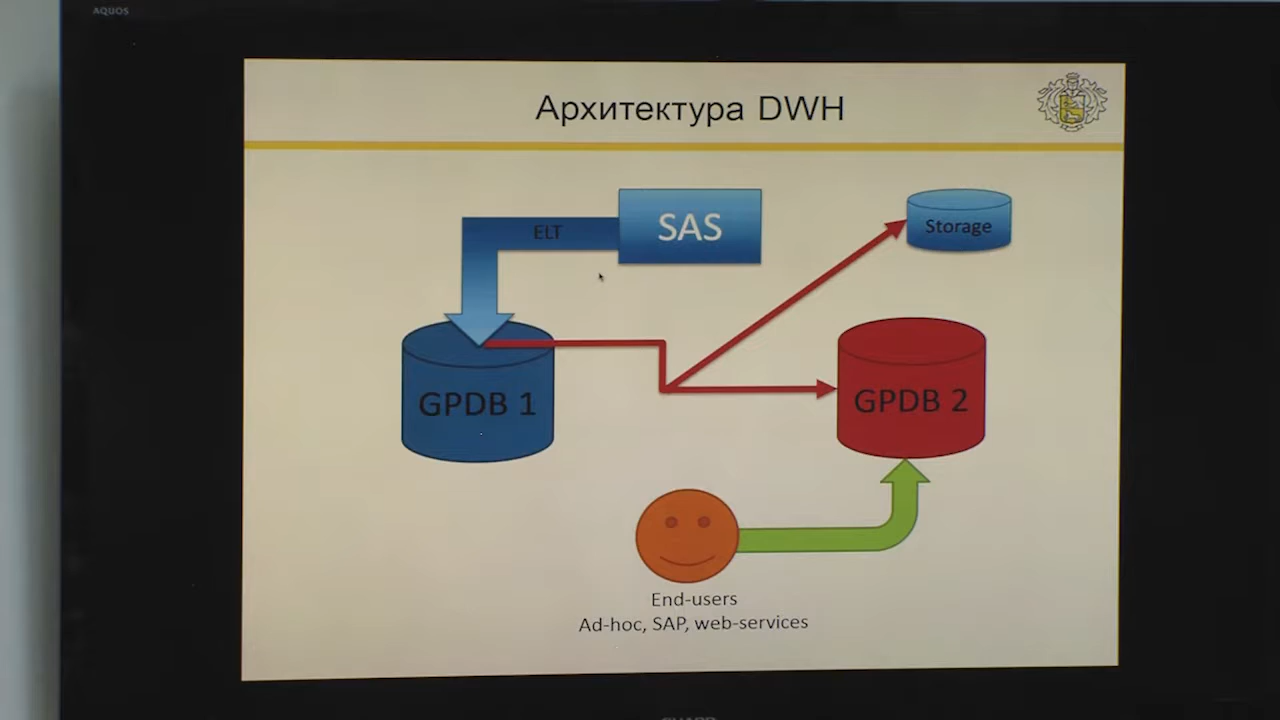 AQUOS
Архитектура DWH
ELT
SAS
Storage
GPDB 1
GPDB 2
End-users
Ad-hoc, SAP, web-services